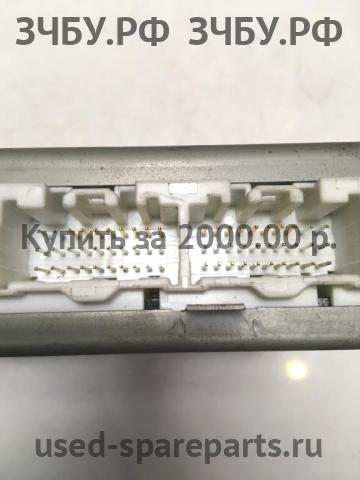 ЗЧБУ.РФ ЗЧБУ.РФ
Купить за 2000.00 р.
used-spareparts.ru